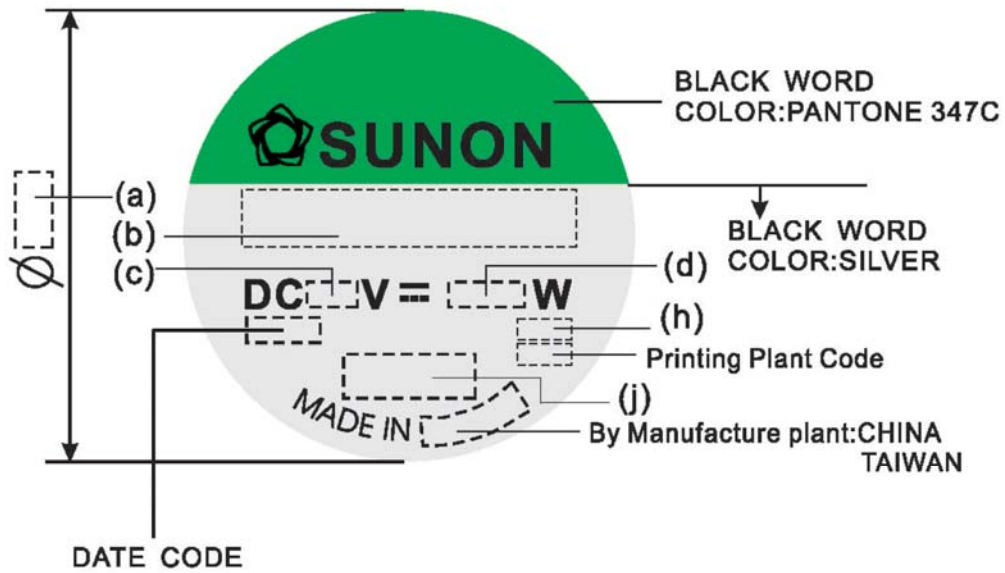 BLACK WORD
COLOR:PANTONE 347C
SUNON
(a)
(b)
BLACK WORD
COLOR:SILVER
Ø
(c)
(d)
DC V W
(h)
Printing Plant Code
(j)
MADE IN
By Manufacture plant:CHINA
TAIWAN
DATE CODE